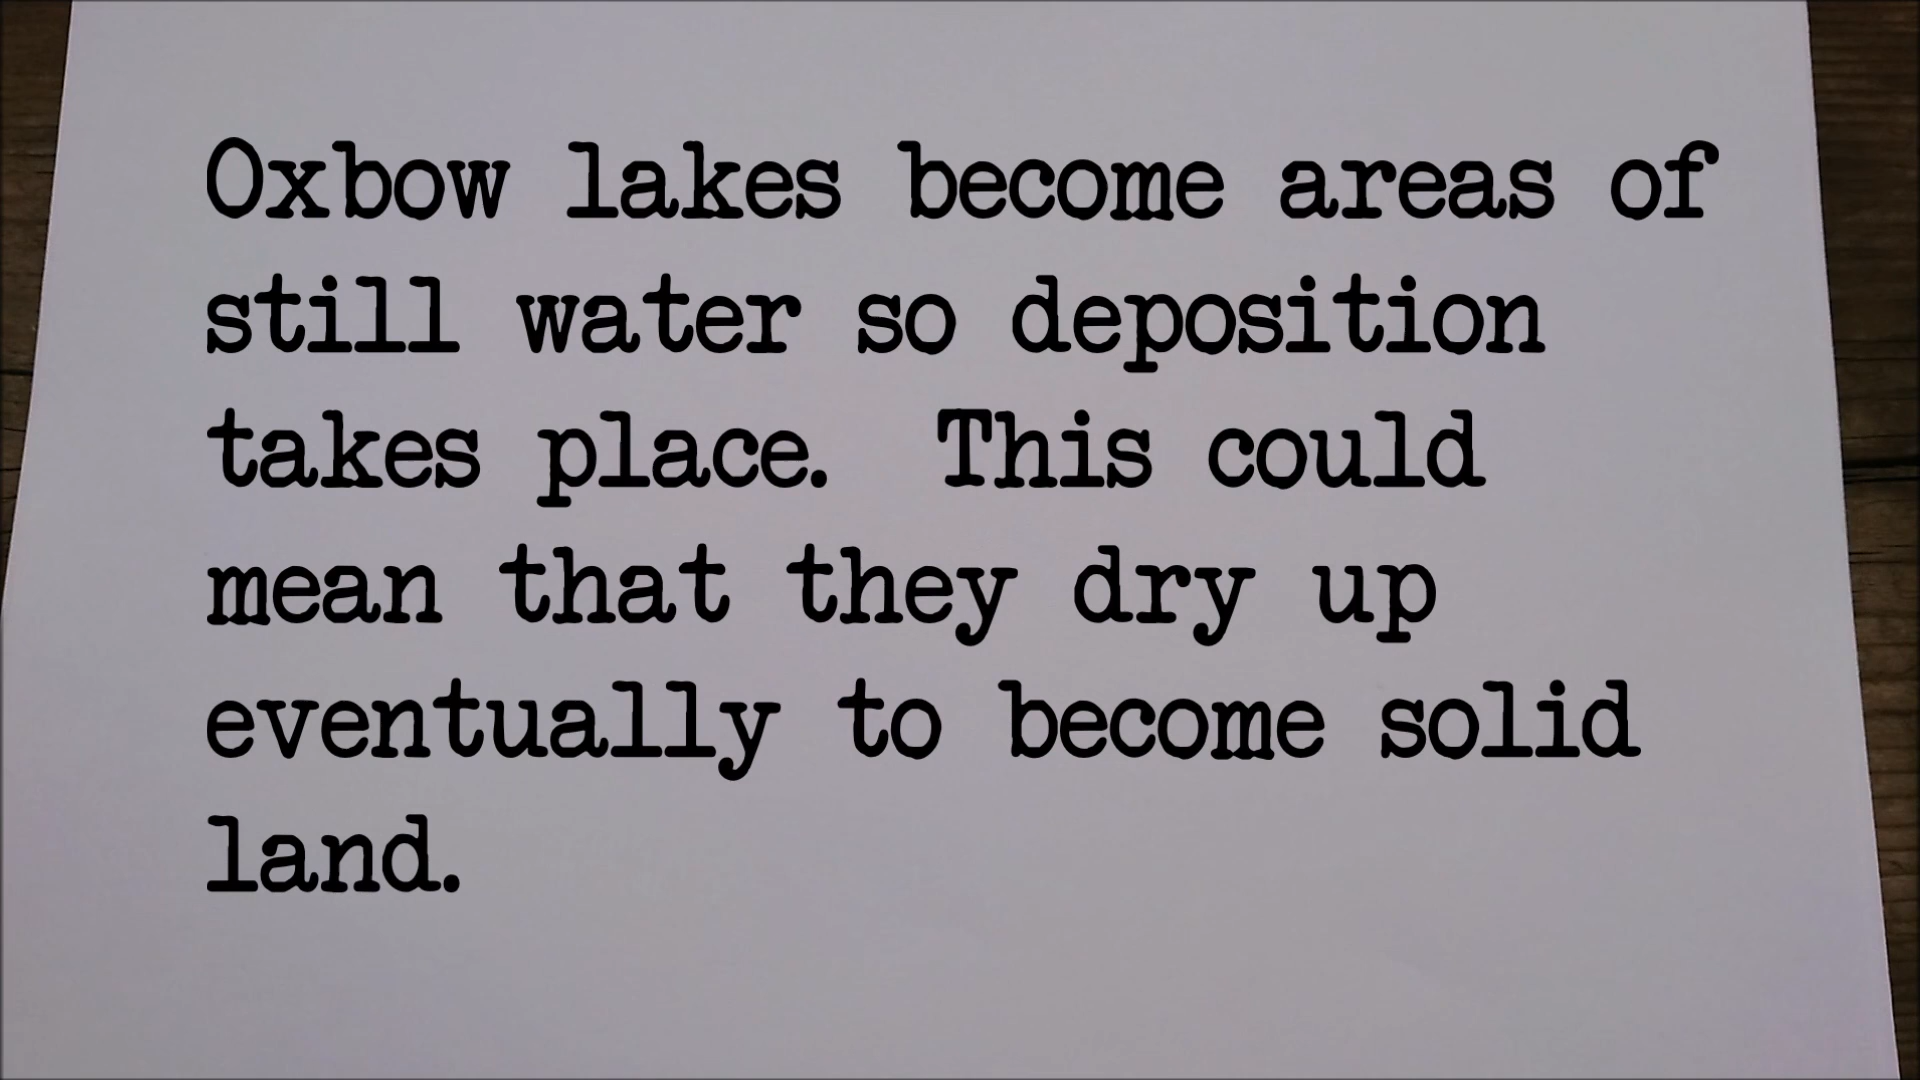 Oxbow lakes become areas of
still water so deposition
takes place.  This could
mean that they dry up
eventually to become solid
land.